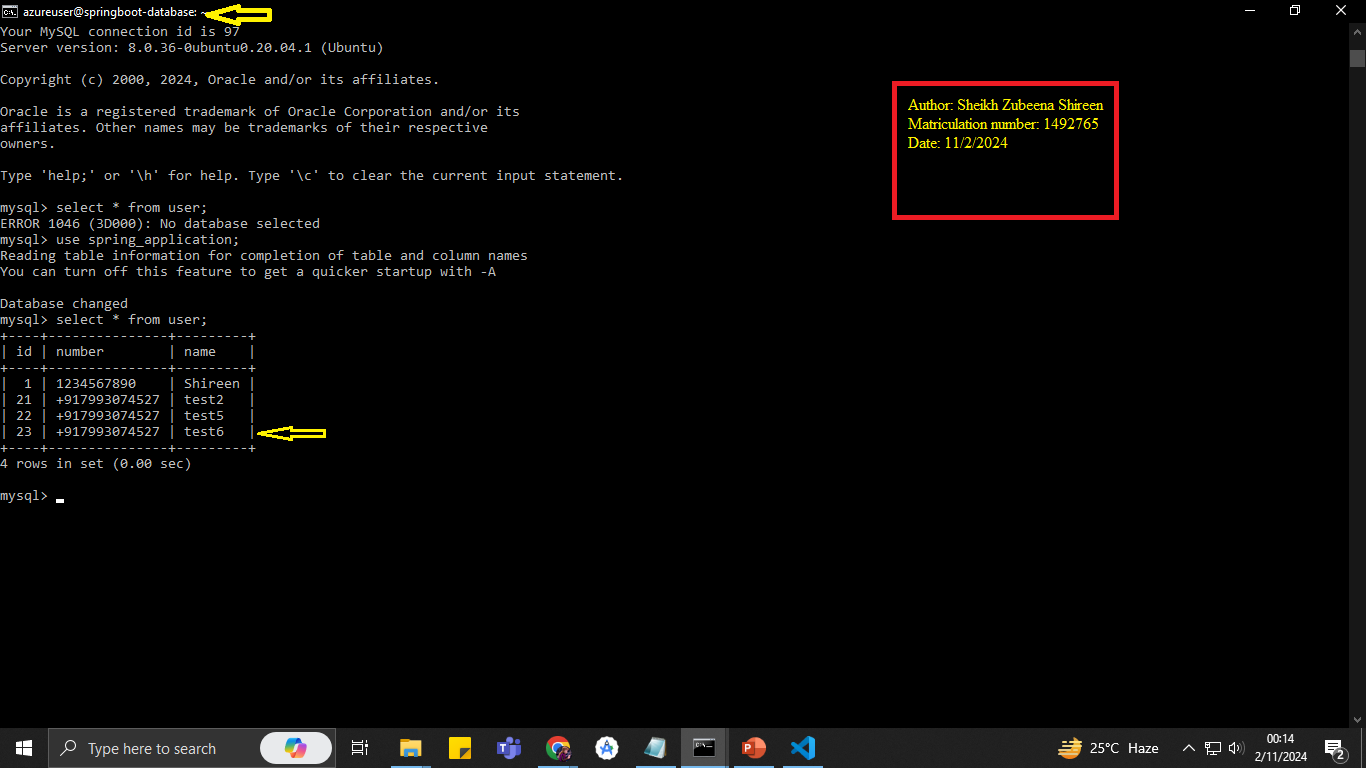 azureuser@springboot-database: ~
Your MySQL connection id is 97
Server version: 8.0.36-0ubuntu0.20.04.1 (Ubuntu)
Copyright (c) 2000, 2024, Oracle and/or its affiliates.
Oracle is a registered trademark of Oracle Corporation and/or its
affiliates. Other names may be trademarks of their respective
owners.
Type 'help;' or '\h' for help. Type '\c' to clear the current input statement.
mysql> select * from user;
ERROR 1046 (3D000): No database selected
mysql> use spring_application;
Reading table information for completion of table and column names
You can turn off this feature to get a quicker startup with -A
Database changed
mysql> select * from user;
+----+---------------+---------+
| id | number        | name    |
+----+---------------+---------+
|  1 | 1234567890    | Shireen |
| 21 | +917993074527 | test2   |
| 22 | +917993074527 | test5   |
| 23 | +917993074527 | test6   |
+----+---------------+---------+
4 rows in set (0.00 sec)
mysql>
Author: Sheikh Zubeena Shireen
Matriculation number: 1492765
Date: 11/2/2024
Type here to search
25°C Haze
00:14
2/11/2024
2